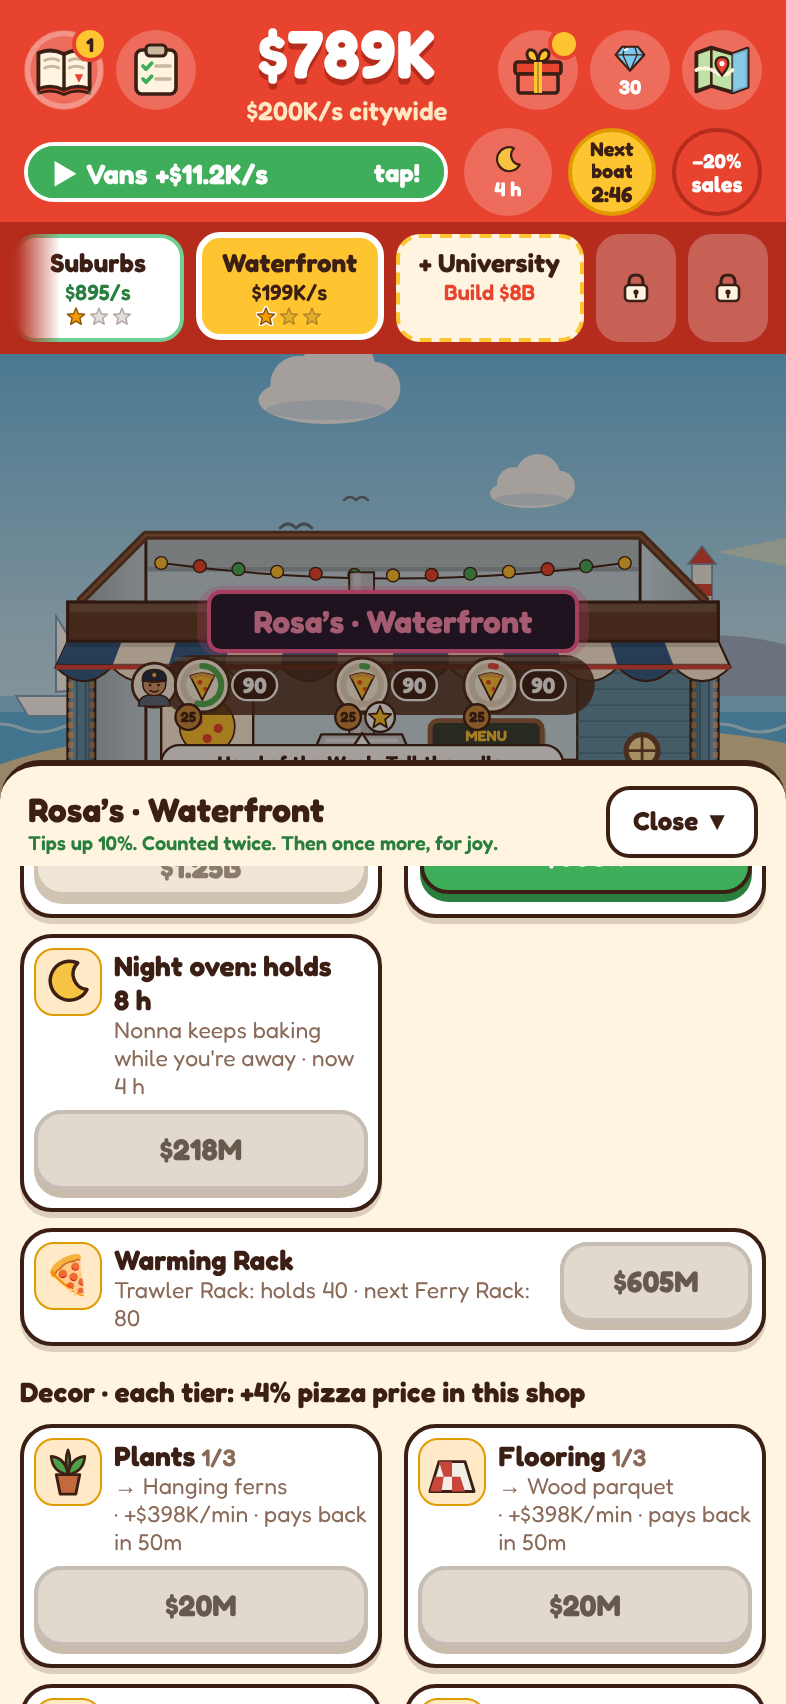 1
$789K
$200K/s citywide
30
▶ Vans +$11.2K/s tap!
4 h
Next
boat
2:46
-20%
sales
Suburbs
$895/s
Waterfront
$199K/s
+ University
Build $8B
Rosa's · Waterfront
90
90
90
25
25
25
MENU
Rosa's · Waterfront
Tips up 10%. Counted twice. Then once more, for joy.
Close ▼
$1.25B
Night oven: holds
8 h
Nonna keeps baking
while you're away · now
4 h
$218M
Warming Rack
Trawler Rack: holds 40 · next Ferry Rack:
80
$605M
Decor · each tier: +4% pizza price in this shop
Plants 1/3
→ Hanging ferns
· +$398K/min · pays back
in 50m
$20M
Flooring 1/3
→ Wood parquet
· +$398K/min · pays back
in 50m
$20M